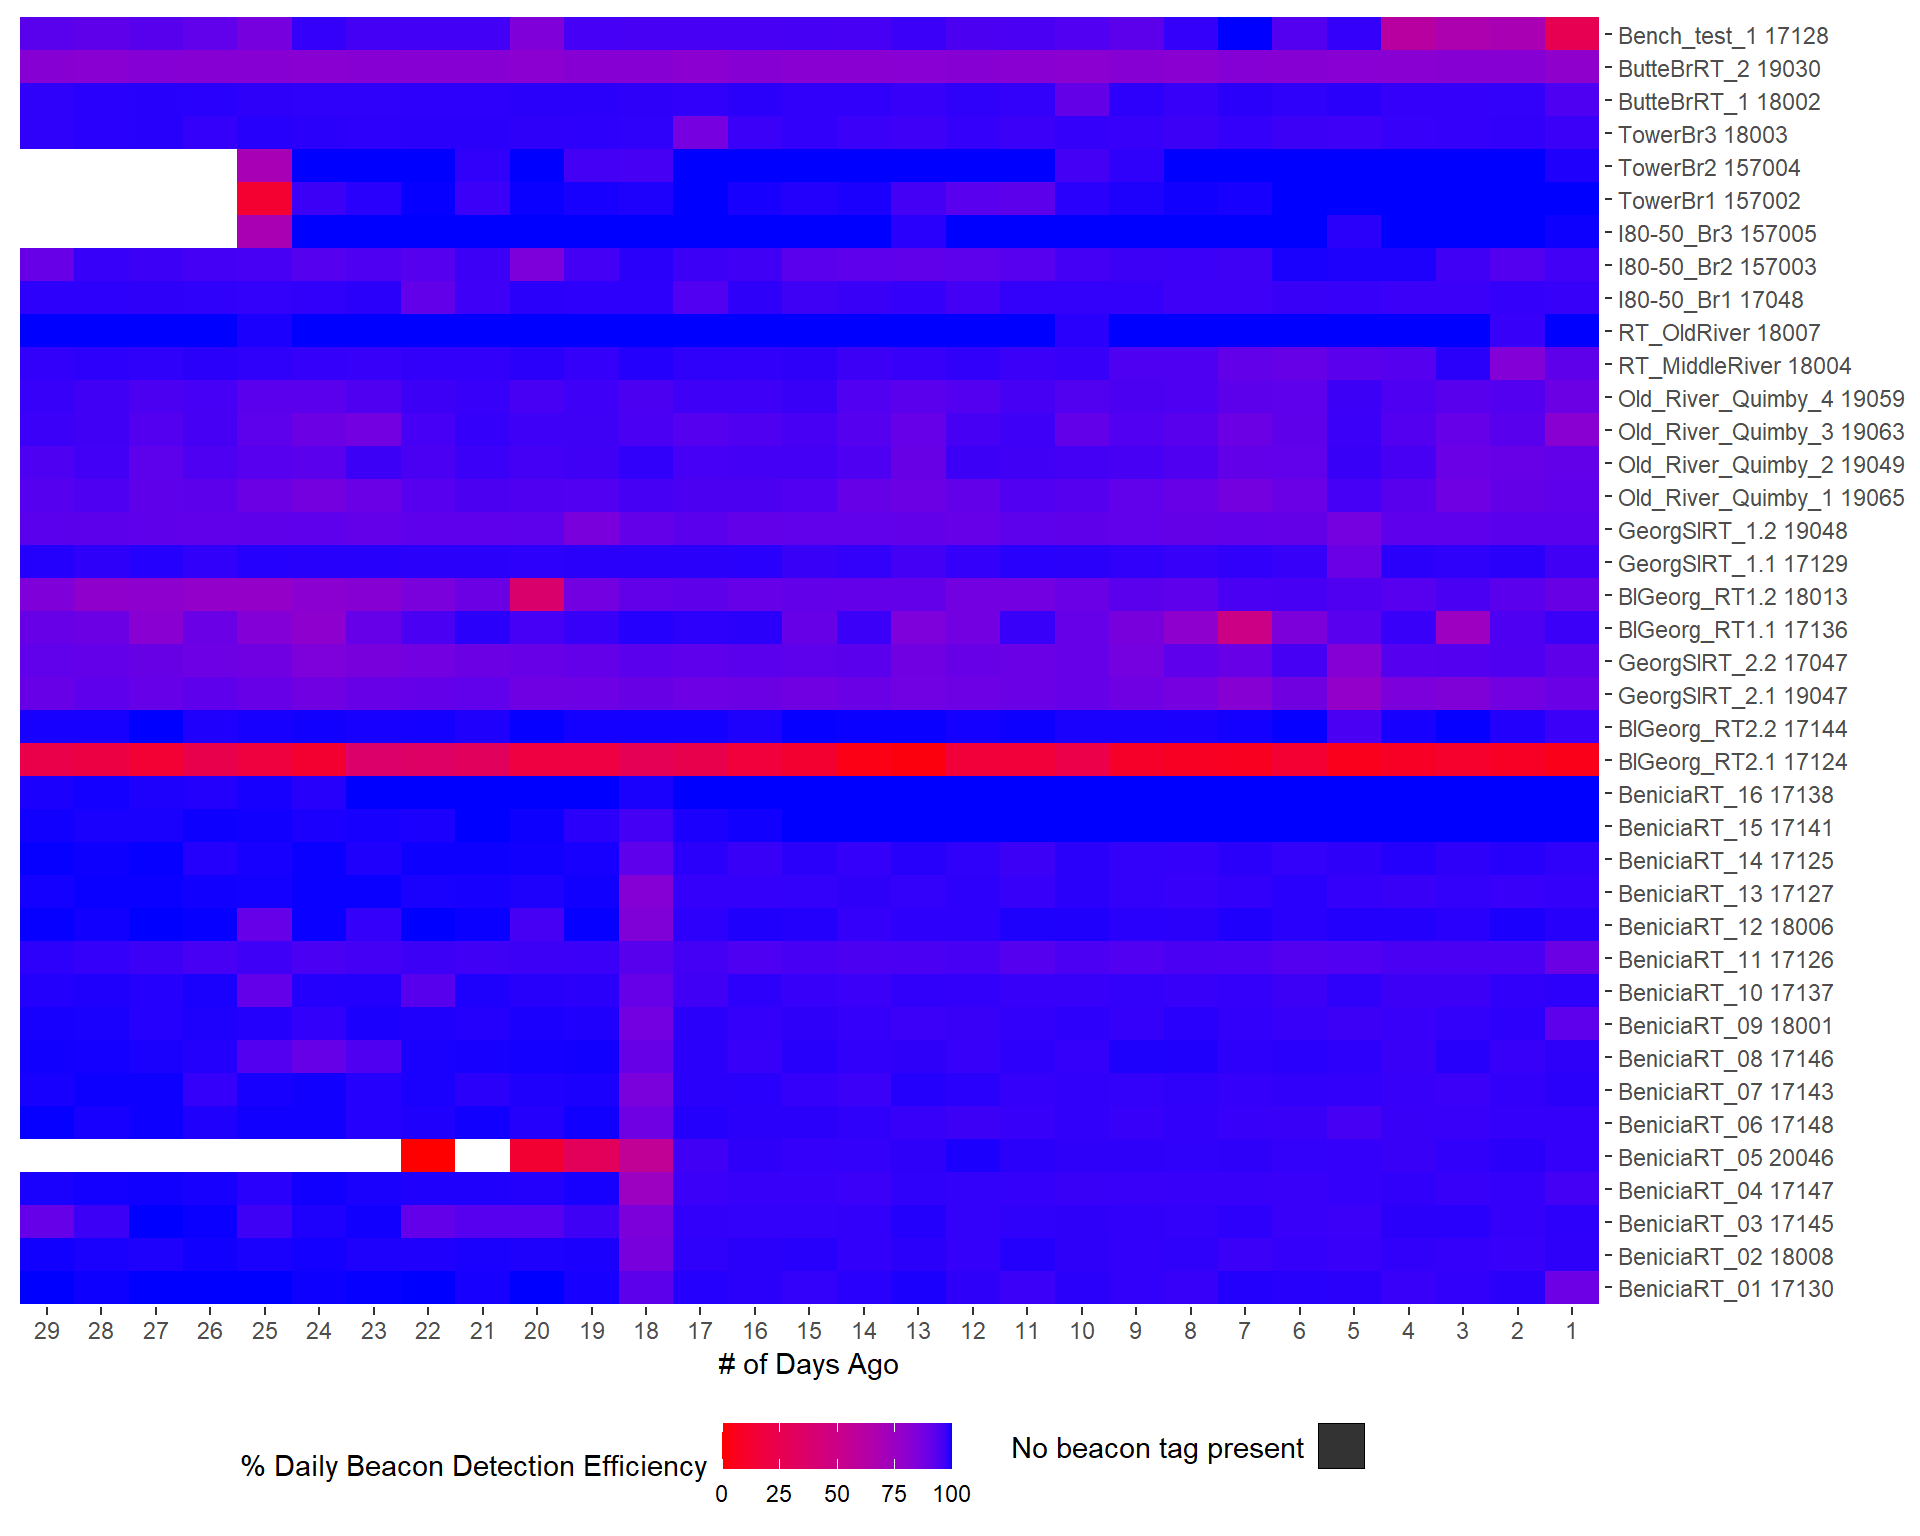 Bench_test_1 17128
ButteBrRT_2 19030
ButteBrRT_1 18002
TowerBr3 18003
TowerBr2 157004
TowerBr1 157002
I80-50_Br3 157005
I80-50_Br2 157003
I80-50_Br1 17048
RT_OldRiver 18007
RT_MiddleRiver 18004
Old_River_Quimby_4 19059
Old_River_Quimby_3 19063
Old_River_Quimby_2 19049
Old_River_Quimby_1 19065
GeorgSlRT_1.2 19048
GeorgSlRT_1.1 17129
BlGeorg_RT1.2 18013
BlGeorg_RT1.1 17136
GeorgSlRT_2.2 17047
GeorgSlRT_2.1 19047
BlGeorg_RT2.2 17144
BlGeorg_RT2.1 17124
BeniciaRT_16 17138
BeniciaRT_15 17141
BeniciaRT_14 17125
BeniciaRT_13 17127
BeniciaRT_12 18006
BeniciaRT_11 17126
BeniciaRT_10 17137
BeniciaRT_09 18001
BeniciaRT_08 17146
BeniciaRT_07 17143
BeniciaRT_06 17148
BeniciaRT_05 20046
BeniciaRT_04 17147
BeniciaRT_03 17145
BeniciaRT_02 18008
BeniciaRT_01 17130
29 28 27 26 25 24 23 22 21 20 19 18 17 16 15 14 13 12 11 10 9 8 7 6 5 4 3 2 1
# of Days Ago
% Daily Beacon Detection Efficiency
0 25 50 75 100
No beacon tag present